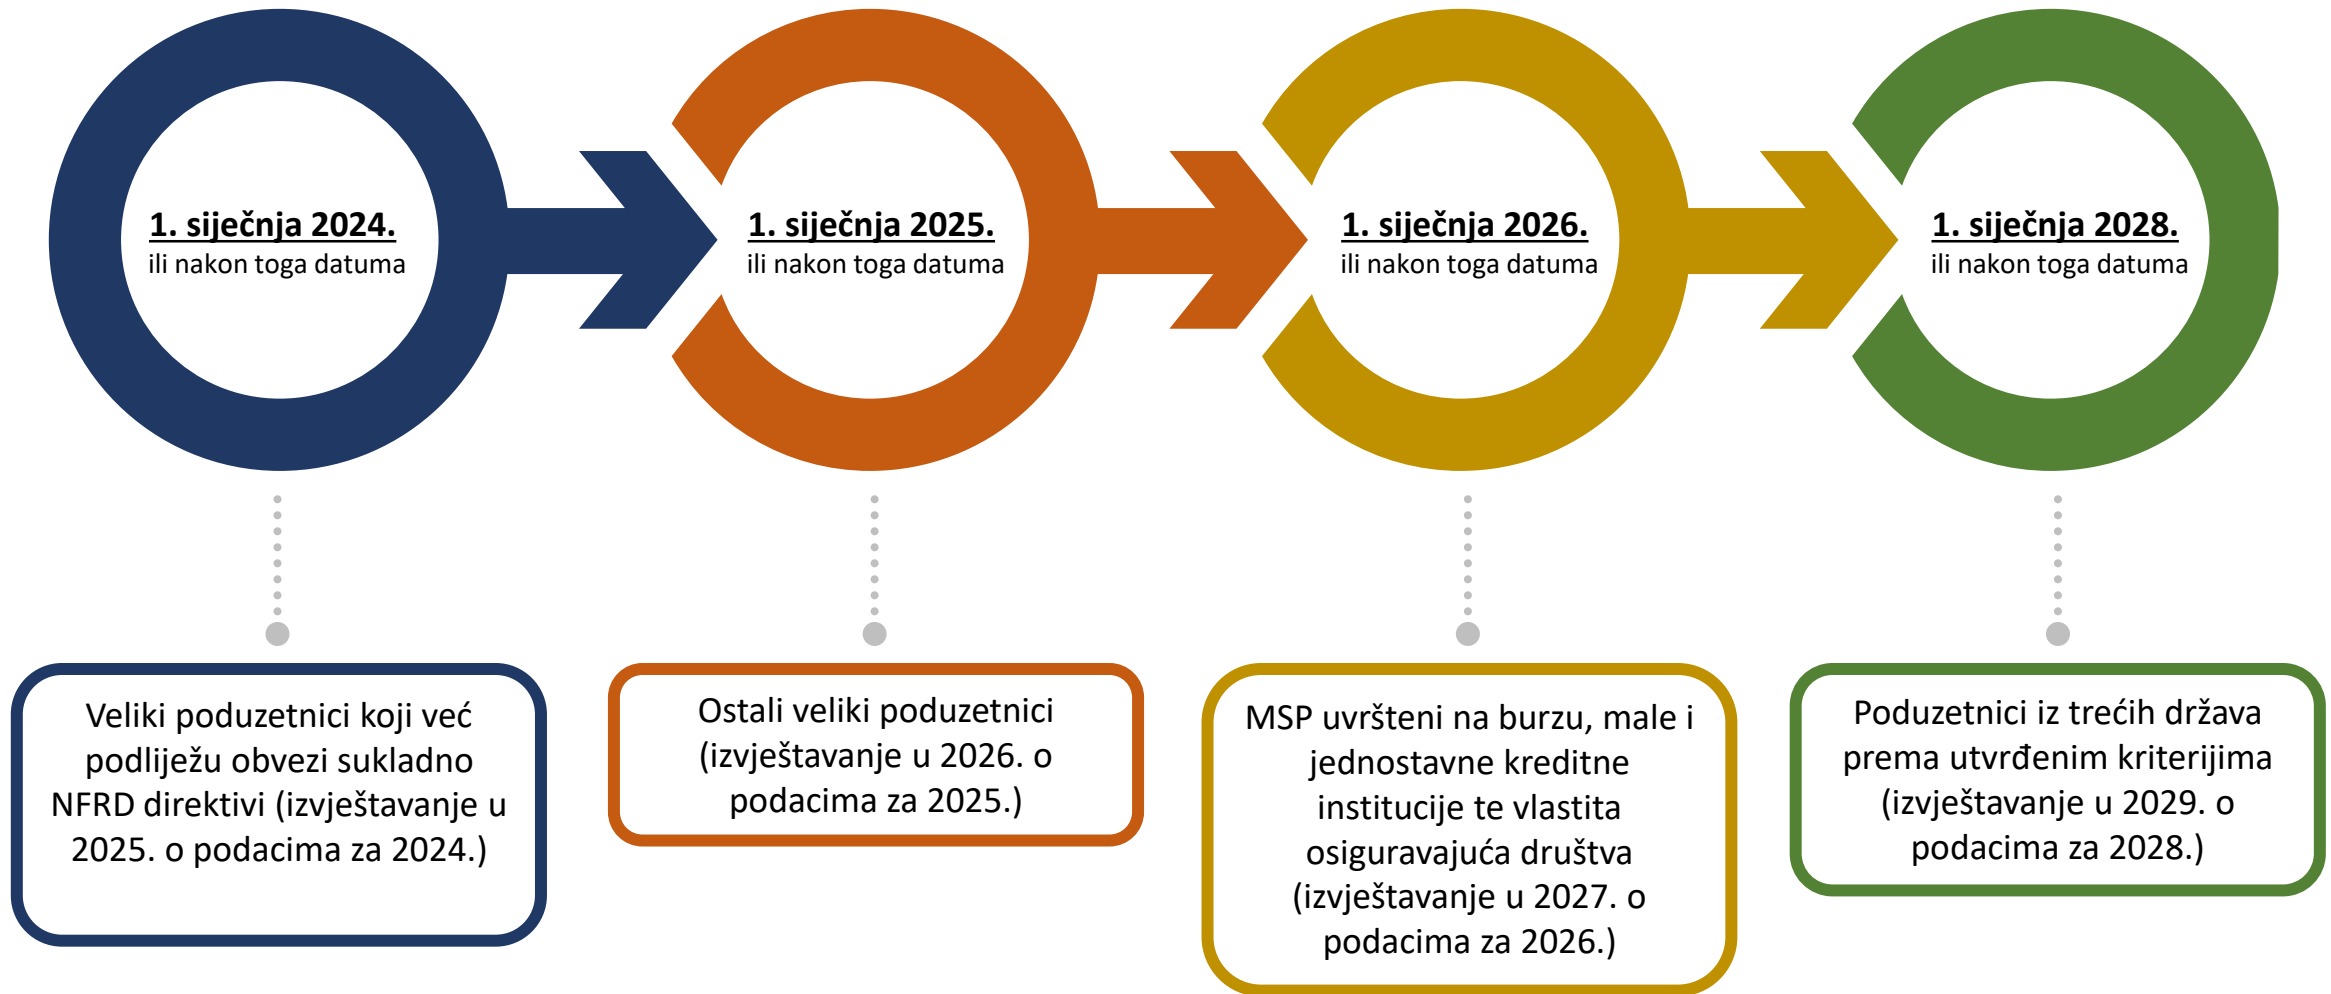 1. siječnja 2024.
ili nakon toga datuma
1. siječnja 2025.
ili nakon toga datuma
1. siječnja 2026.
ili nakon toga datuma
1. siječnja 2028.
ili nakon toga datuma
Veliki poduzetnici koji već
podliježu obvezi sukladno
NFRD direktivi (izvještavanje u
2025. o podacima za 2024.)
Ostali veliki poduzetnici
(izvještavanje u 2026. o
podacima za 2025.)
MSP uvršteni na burzu, male i
jednostavne kreditne
institucije te vlastita
osiguravajuća društva
(izvještavanje u 2027. o
podacima za 2026.)
Poduzetnici iz trećih država
prema utvrđenim kriterijima
(izvještavanje u 2029. o
podacima za 2028.)